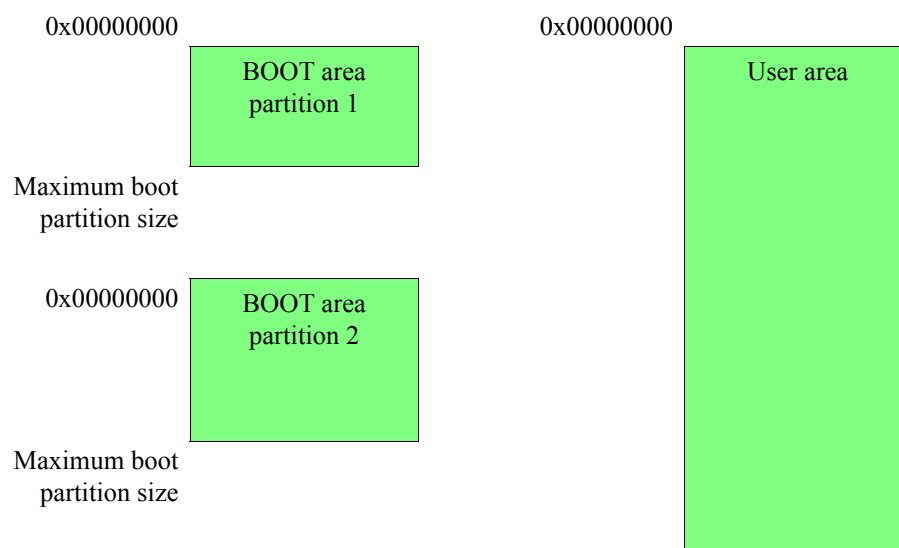 0x00000000
BOOT area
partition 1
Maximum boot
partition size
0x00000000
BOOT area
partition 2
Maximum boot
partition size
0x00000000
User area